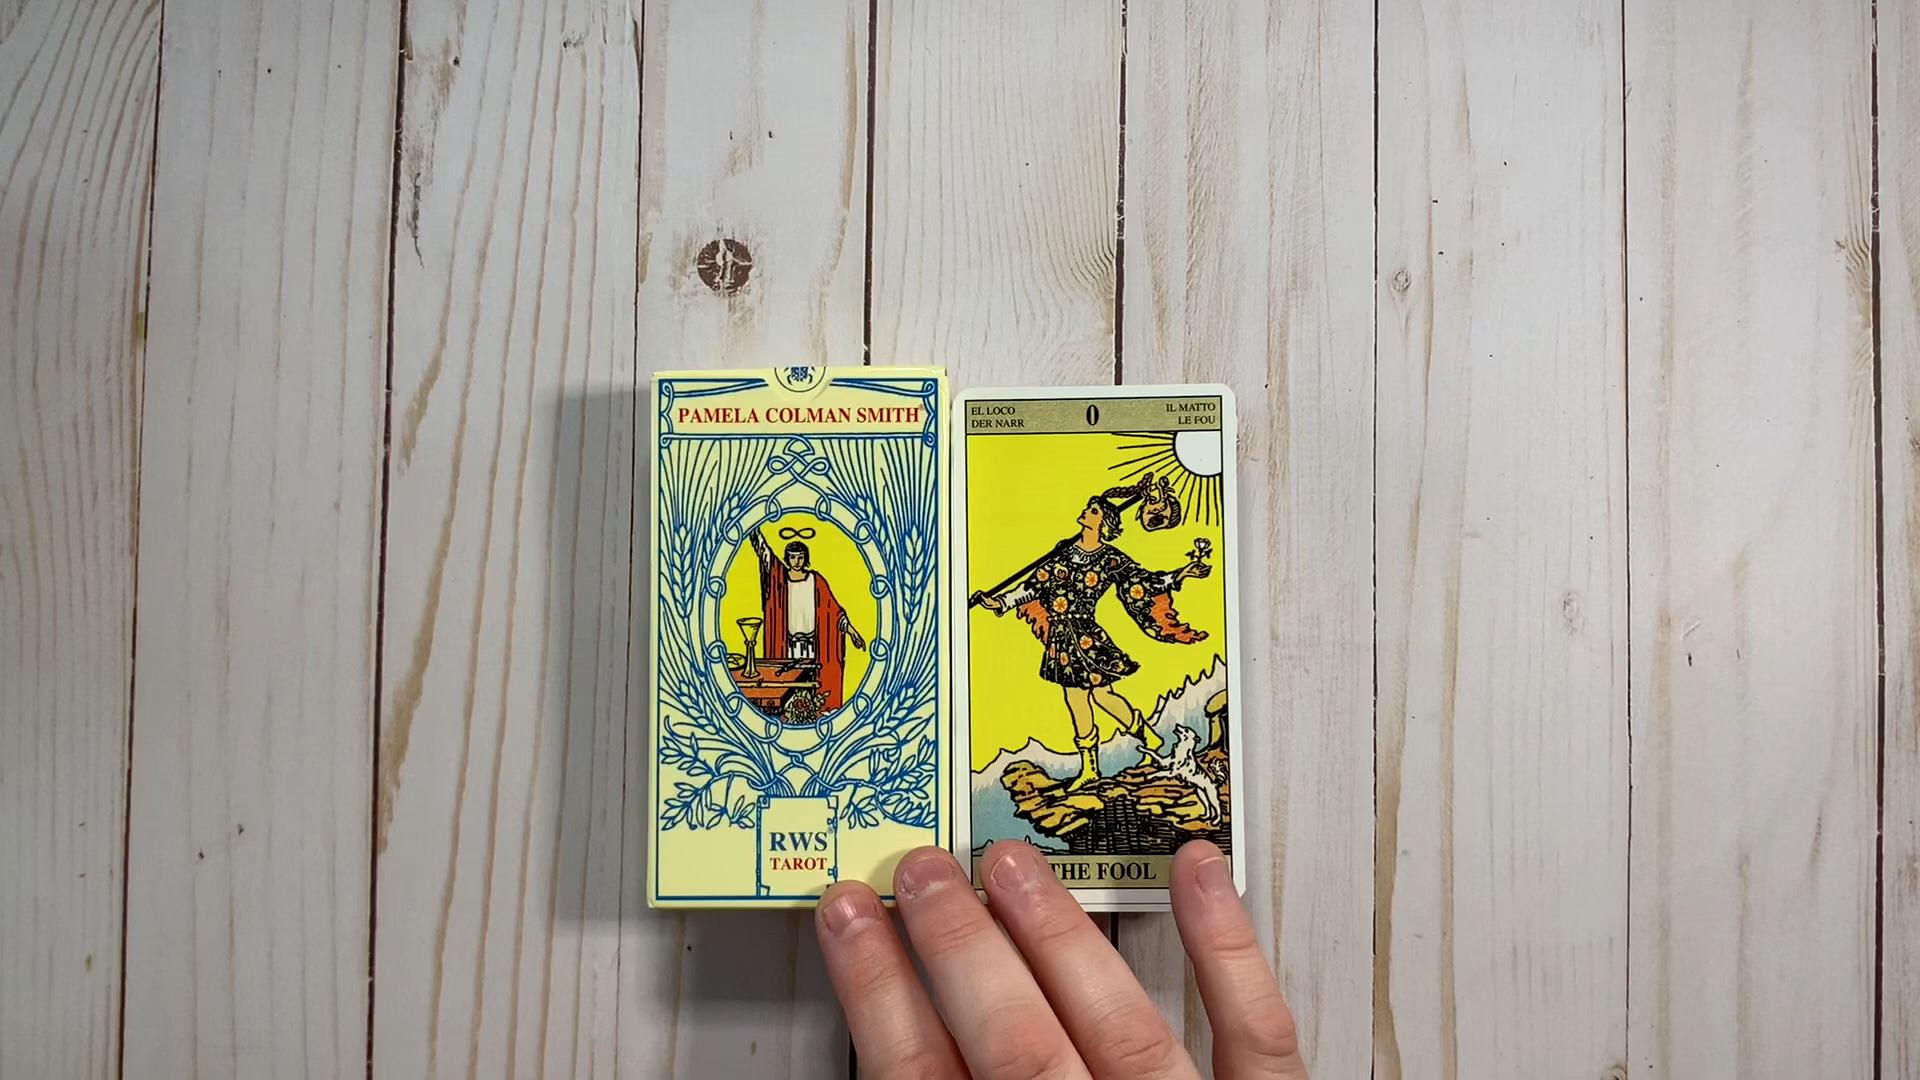 PAMELA COLMAN SMITH®
RWS®
TAROT
EL LOCO
DER NARR
0
IL MATTO
LE FOU
THE FOOL